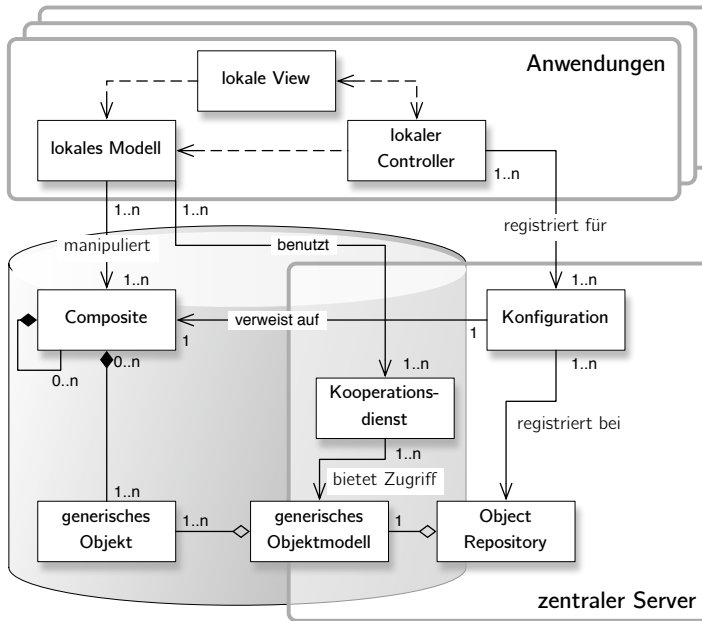 Anwendungen
lokale View
lokales Modell
lokaler
Controller
1..n
1..n
1..n
manipuliert
benutzt
registriert für
1..n
1..n
Composite
verweist auf
Konfiguration
1
1
0..n
0..n
1..n
1..n
Kooperations-
dienst
registriert bei
1..n
bietet Zugriff
1..n
generisches
Objekt
1..n
generisches
Objektmodell
1
Object
Repository
zentraler Server